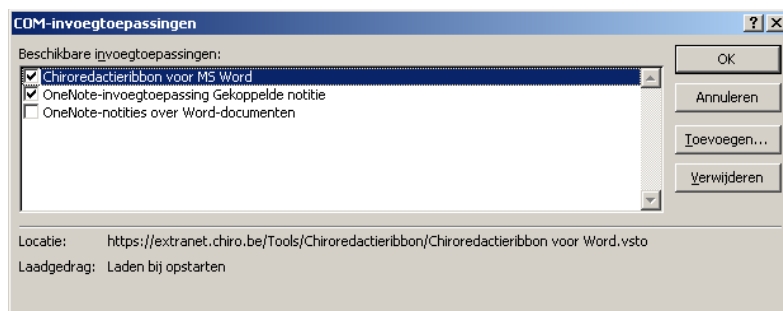 COM-invoegtoepassingen
Beschikbare invoegtoepassingen:
Chiroredactieribbon voor MS Word
OneNote-invoegtoepassing Gekoppelde notitie
OneNote-notities over Word-documenten
OK
Annuleren
Toevoegen...
Verwijderen
Locatie: https://extranet.chiro.be/Tools/Chiroredactieribbon/Chiroredactieribbon voor Word.vsto
Laadgedrag: Laden bij opstarten